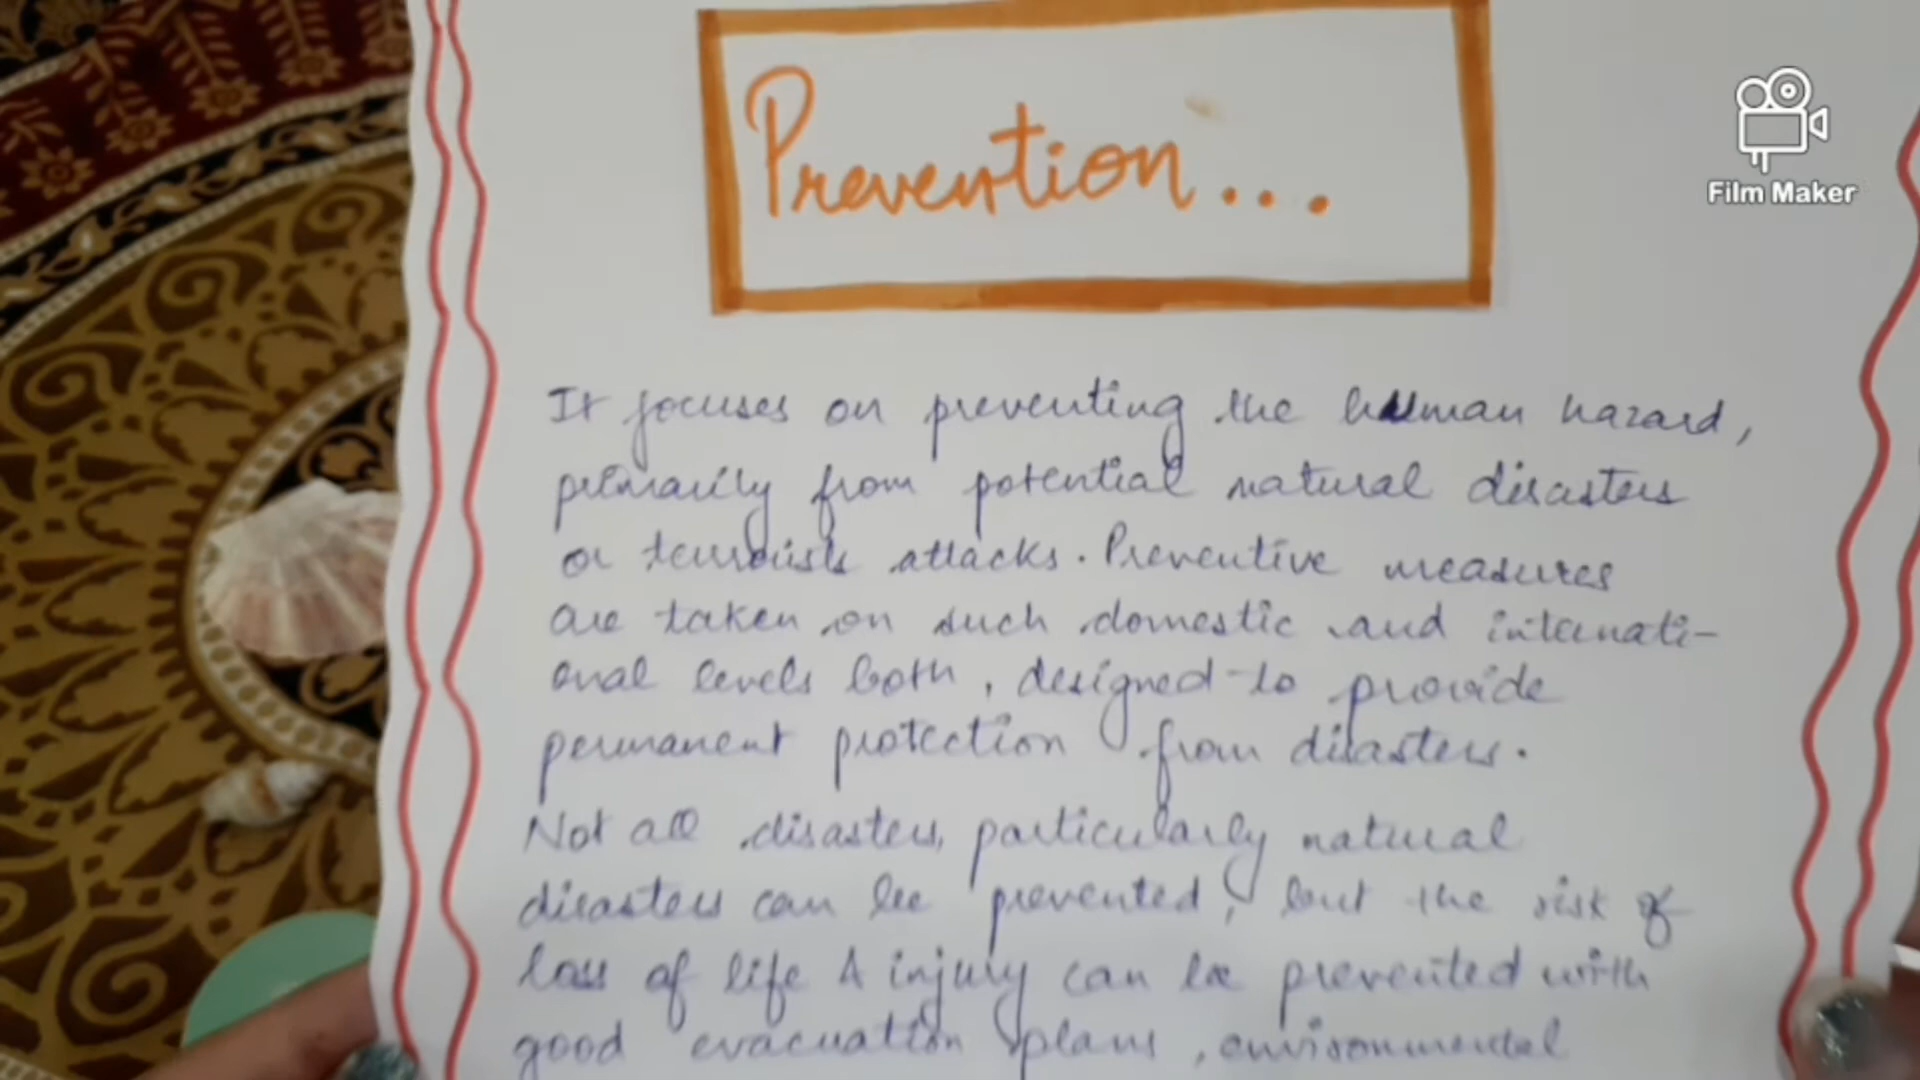 Prevention...
Film Maker
It focuses on preventing the human hazard,
primarily from potential natural disasters
or terrorists attacks. Preventive measures
are taken on such domestic and internati-
onal levels both, designed to provide
permanent protection from disasters.
Not all disasters, particularly natural
disasters can be prevented, but the risk of
loss of life & injury can be prevented with
good evacuation plans, environmental